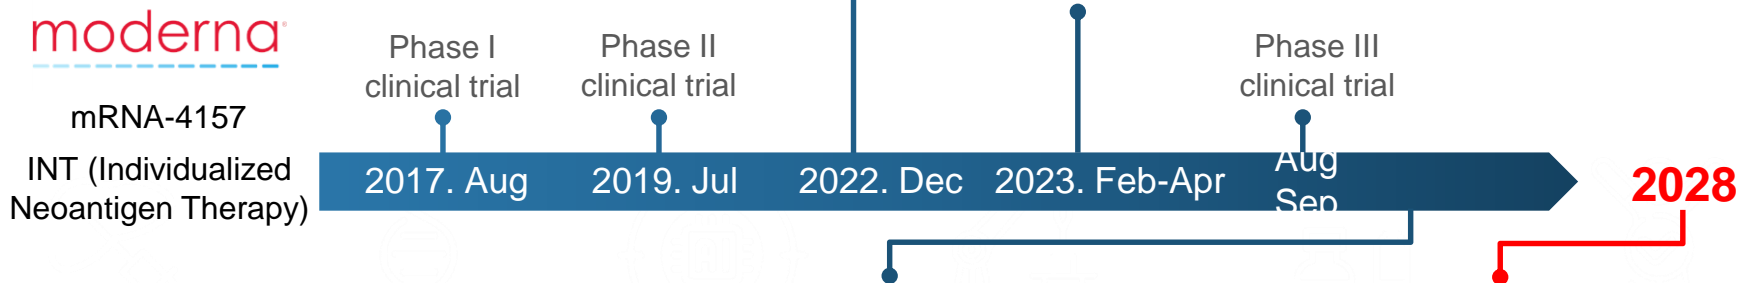 moderna
mRNA-4157
INT (Individualized
Neoantigen Therapy)
Phase I
clinical trial
Phase II
clinical trial
Phase III
clinical trial
2017. Aug
2019. Jul
2022. Dec
2023. Feb-Apr
Aug
Sep
2028